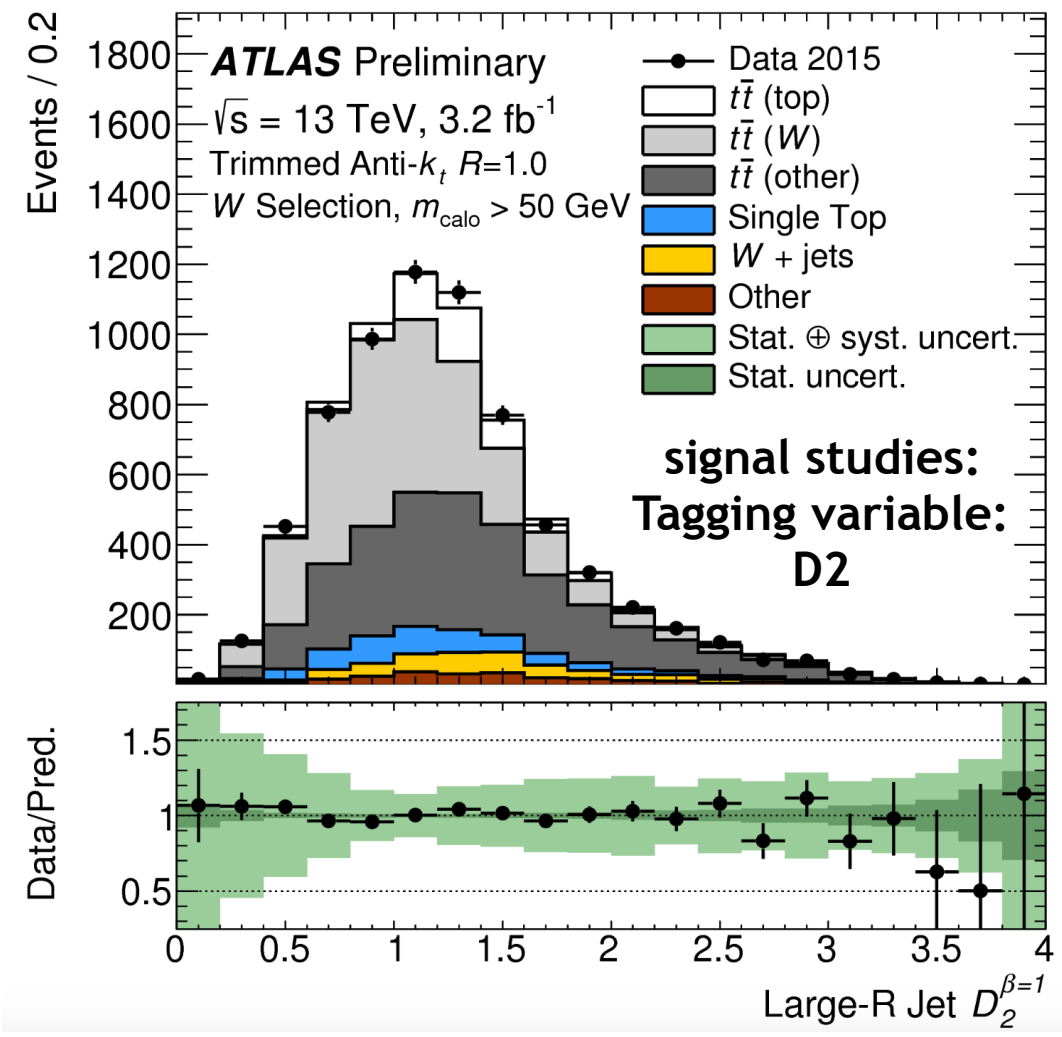 Events / 0.2
1800
1600
1400
1200
1000
800
600
400
200
ATLAS Preliminary
√s = 13 TeV, 3.2 fb⁻¹
Trimmed Anti-kₜ R=1.0
W Selection, m_calo > 50 GeV
Data 2015
tt̄ (top)
tt̄ (W)
tt̄ (other)
Single Top
W + jets
Other
Stat. ⊕ syst. uncert.
Stat. uncert.
signal studies:
Tagging variable:
D2
Data/Pred.
1.5
1
0.5
0 0.5 1 1.5 2 2.5 3 3.5 4
Large-R Jet D₂^β=1